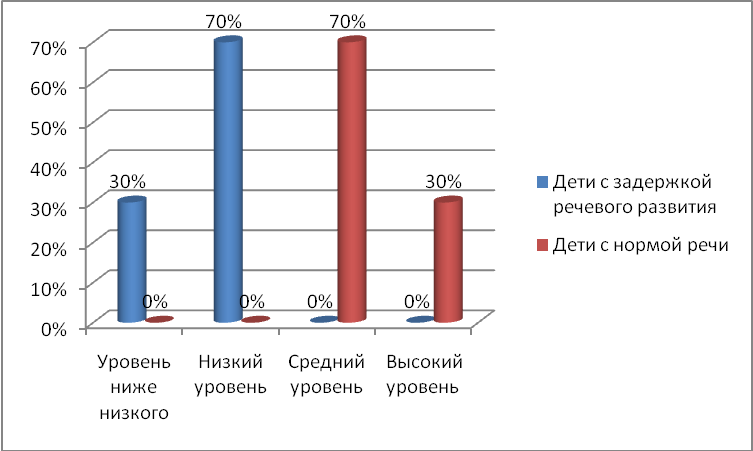 70%
60%
50%
40%
30%
20%
10%
0%
30%
0%
70%
0%
0%
70%
0%
30%
Уровень
ниже
низкого
Низкий
уровень
Средний
уровень
Высокий
уровень
Дети с задержкой
речевого развития
Дети с нормой речи